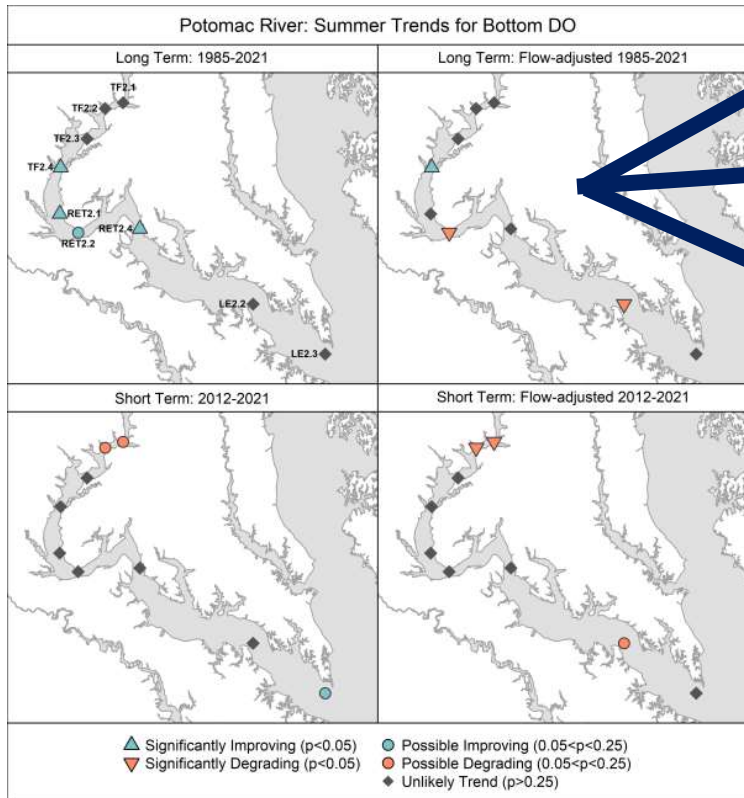 Potomac River: Summer Trends for Bottom DO
Long Term: 1985-2021
Long Term: Flow-adjusted 1985-2021
TF2.1
TF2.2
TF2.3
TF2.4
RET2.1
RET2.2
RET2.4
LE2.2
LE2.3
Short Term: 2012-2021
Short Term: Flow-adjusted 2012-2021
Significantly Improving (p<0.05)
Possible Improving (0.05<p<0.25)
Significantly Degrading (p<0.05)
Possible Degrading (0.05<p<0.25)
Unlikely Trend (p>0.25)